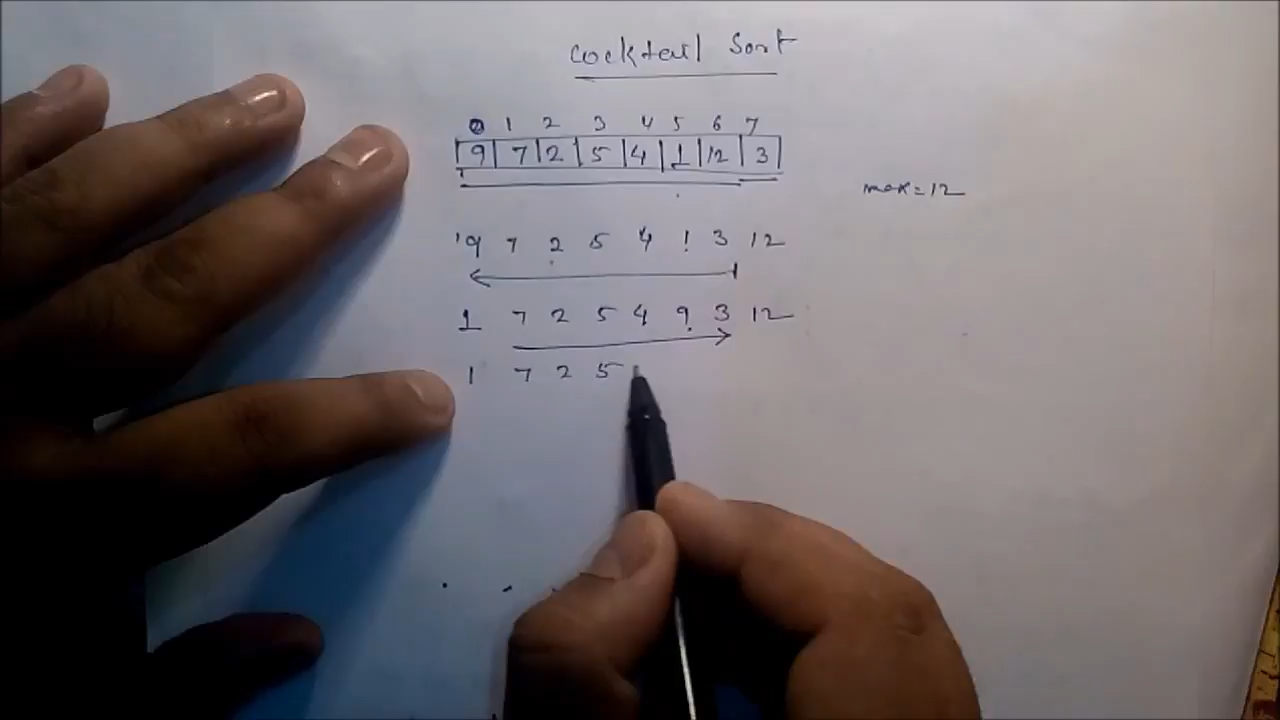 Cocktail Sort
0 1 2 3 4 5 6 7
9 7 2 5 4 1 12 3
max=12
9 7 2 5 4 1 3 12
1 7 2 5 4 9 3 12
1 7 2 5